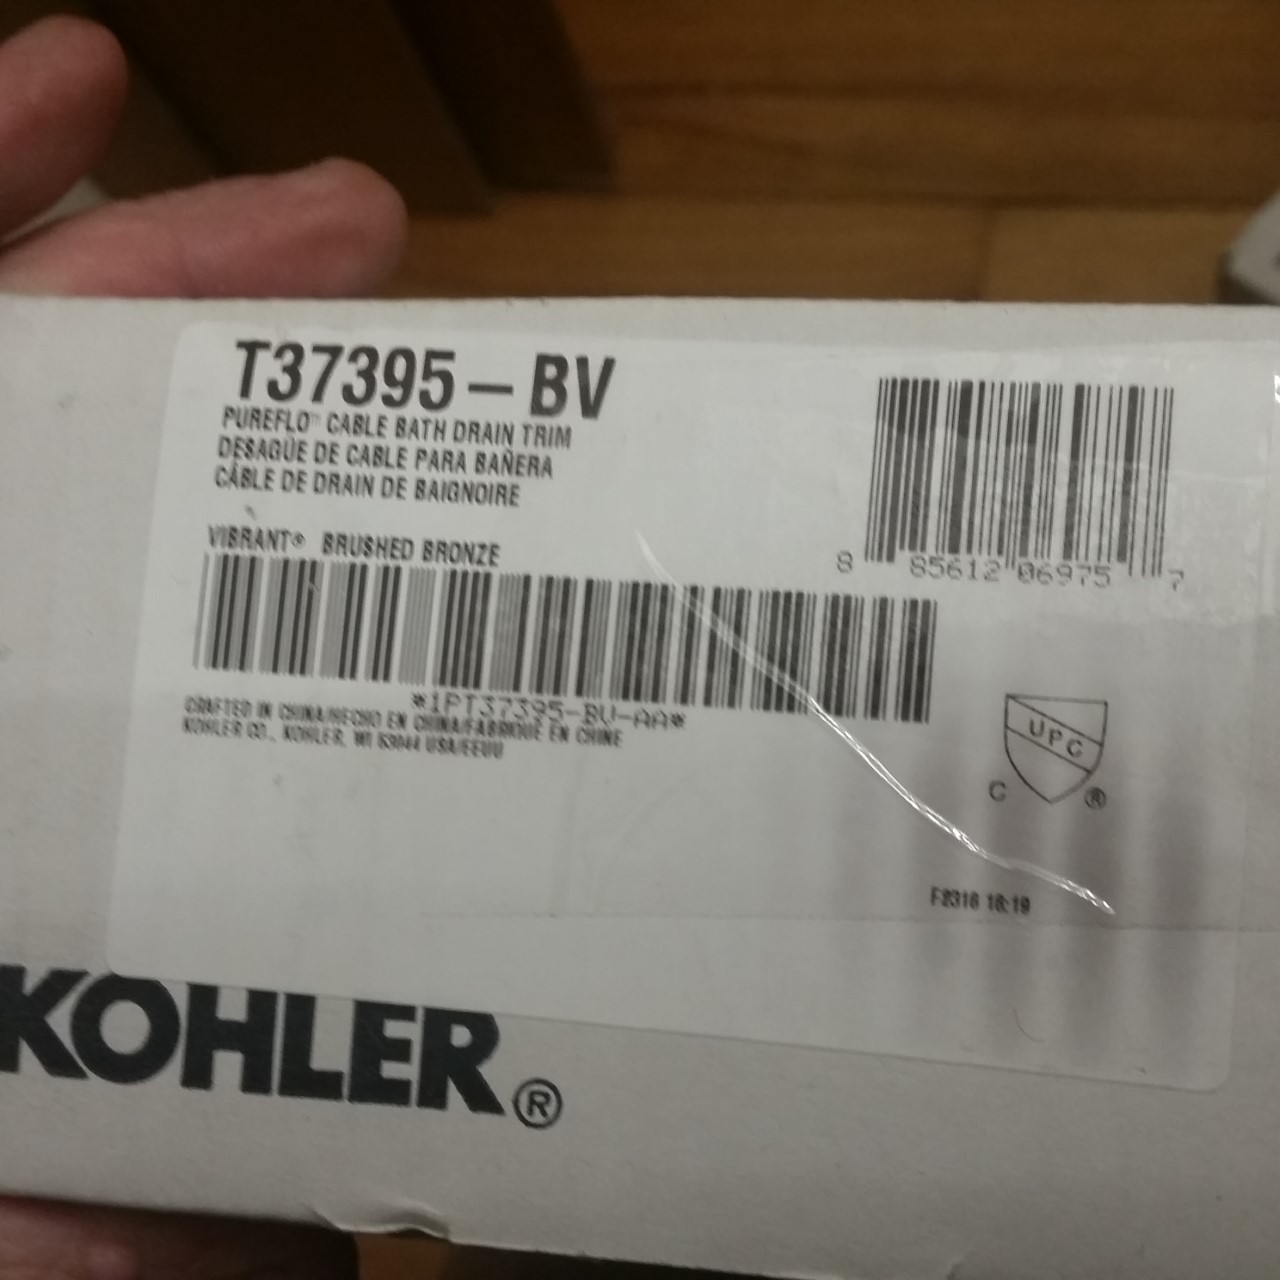 T37395-BV
PUREFLO™ CABLE BATH DRAIN TRIM
DESAGÜE DE CABLE PARA BAÑERA
CÂBLE DE DRAIN DE BAIGNOIRE
VIBRANT® BRUSHED BRONZE
*1PT37395-BV-AA*
CRAFTED IN CHINA/HECHO EN CHINA/FABRIQUÉ EN CHINE
KOHLER CO., KOHLER, WI 53044 USA/EEUU
8 85612 06975 7
UPC
C ®
F2316 18:19
KOHLER®